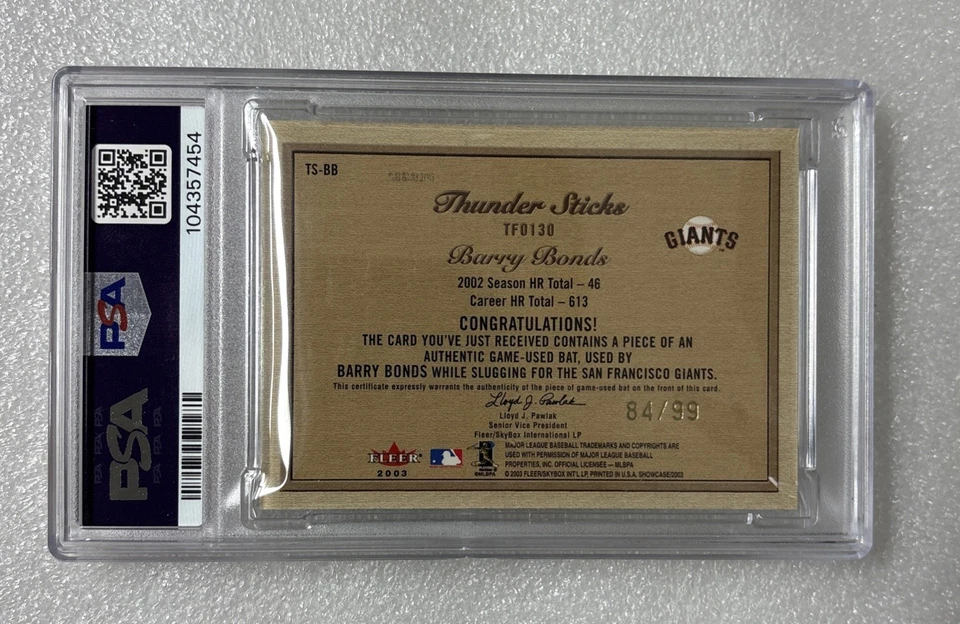 PSA
104357454
PSA
TS-BB
Thunder Sticks
TF0130
Barry Bonds
GIANTS
2002 Season HR Total – 46
Career HR Total – 613
CONGRATULATIONS!
THE CARD YOU'VE JUST RECEIVED CONTAINS A PIECE OF AN
AUTHENTIC GAME-USED BAT, USED BY
BARRY BONDS WHILE SLUGGING FOR THE SAN FRANCISCO GIANTS.
This certificate expressly warrants the authenticity of the piece of game-used bat on the front of this card.
Lloyd J. Pawlak
84/99
Lloyd J. Pawlak
Senior Vice President
Fleer/SkyBox International LP
FLEER
2003
MLBPA
MAJOR LEAGUE BASEBALL TRADEMARKS AND COPYRIGHTS ARE
USED WITH PERMISSION OF MAJOR LEAGUE BASEBALL
PROPERTIES, INC. OFFICIAL LICENSEE – MLBPA
© 2003 FLEER/SKYBOX INT'L LP, PRINTED IN U.S.A. SHOWCASE/2003